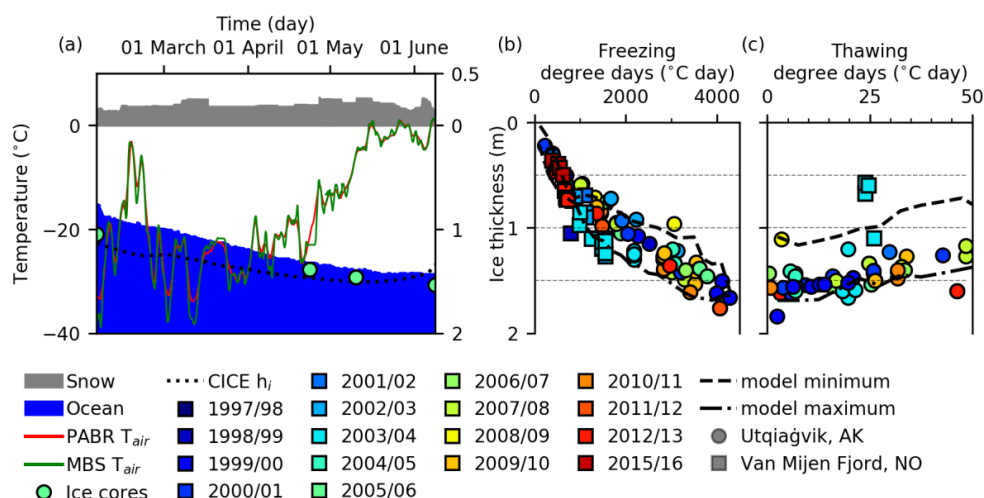 Time (day)
(a) 01 March 01 April 01 May 01 June
(b) Freezing degree days (˚C day)
(c) Thawing degree days (˚C day)
0 2000 4000
0 25 50
Temperature (˚C)
0
−20
−40
0.5
0
1
2
Ice thickness (m)
0
1
2
Snow
Ocean
PABR T_air
MBS T_air
Ice cores
CICE h_i
1997/98
1998/99
1999/00
2000/01
2001/02
2002/03
2003/04
2004/05
2005/06
2006/07
2007/08
2008/09
2009/10
2010/11
2011/12
2012/13
2015/16
model minimum
model maximum
Utqiaġvik, AK
Van Mijen Fjord, NO